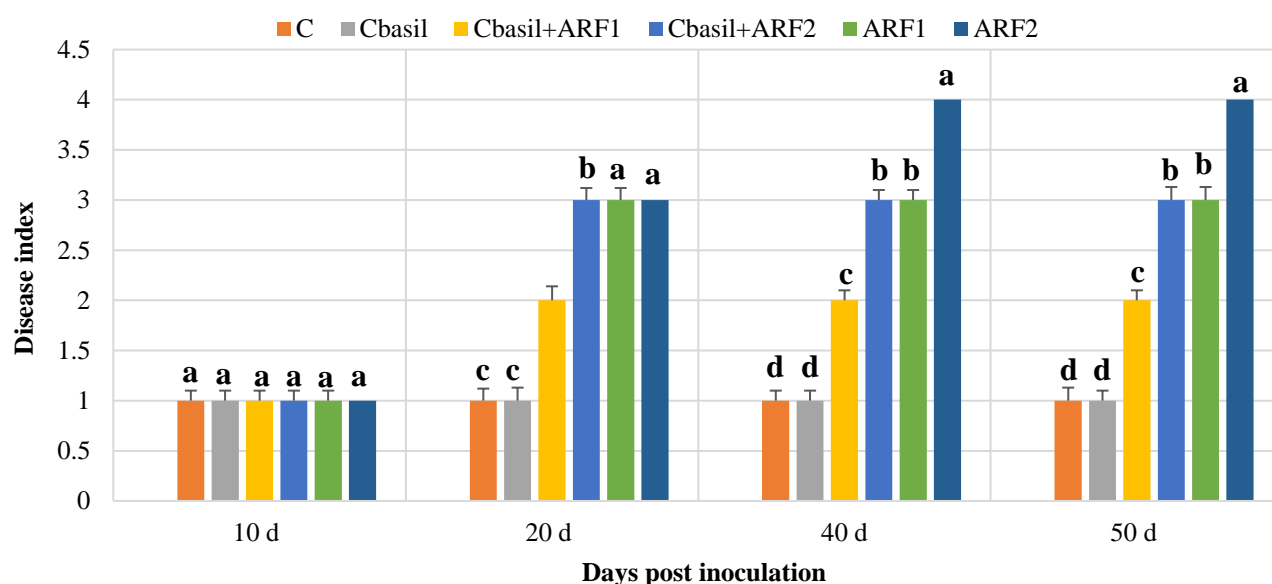 C Cbasil Cbasil+ARF1 Cbasil+ARF2 ARF1 ARF2
4.5
4
3.5
3
2.5
2
1.5
1
0.5
0
Disease index
a a a a a a
c c b a a
d d c b b a
d d c b b a
10 d 20 d 40 d 50 d
Days post inoculation